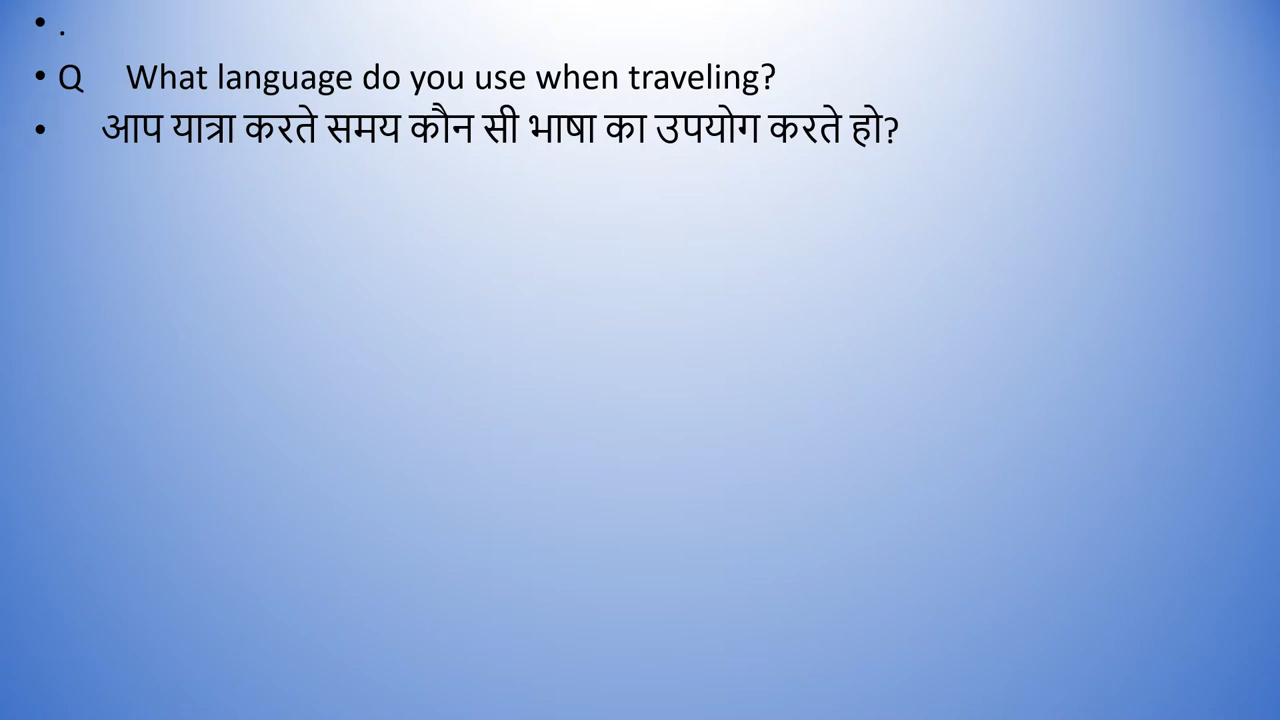 • .
• Q What language do you use when traveling?
• आप यात्रा करते समय कौन सी भाषा का उपयोग करते हो?